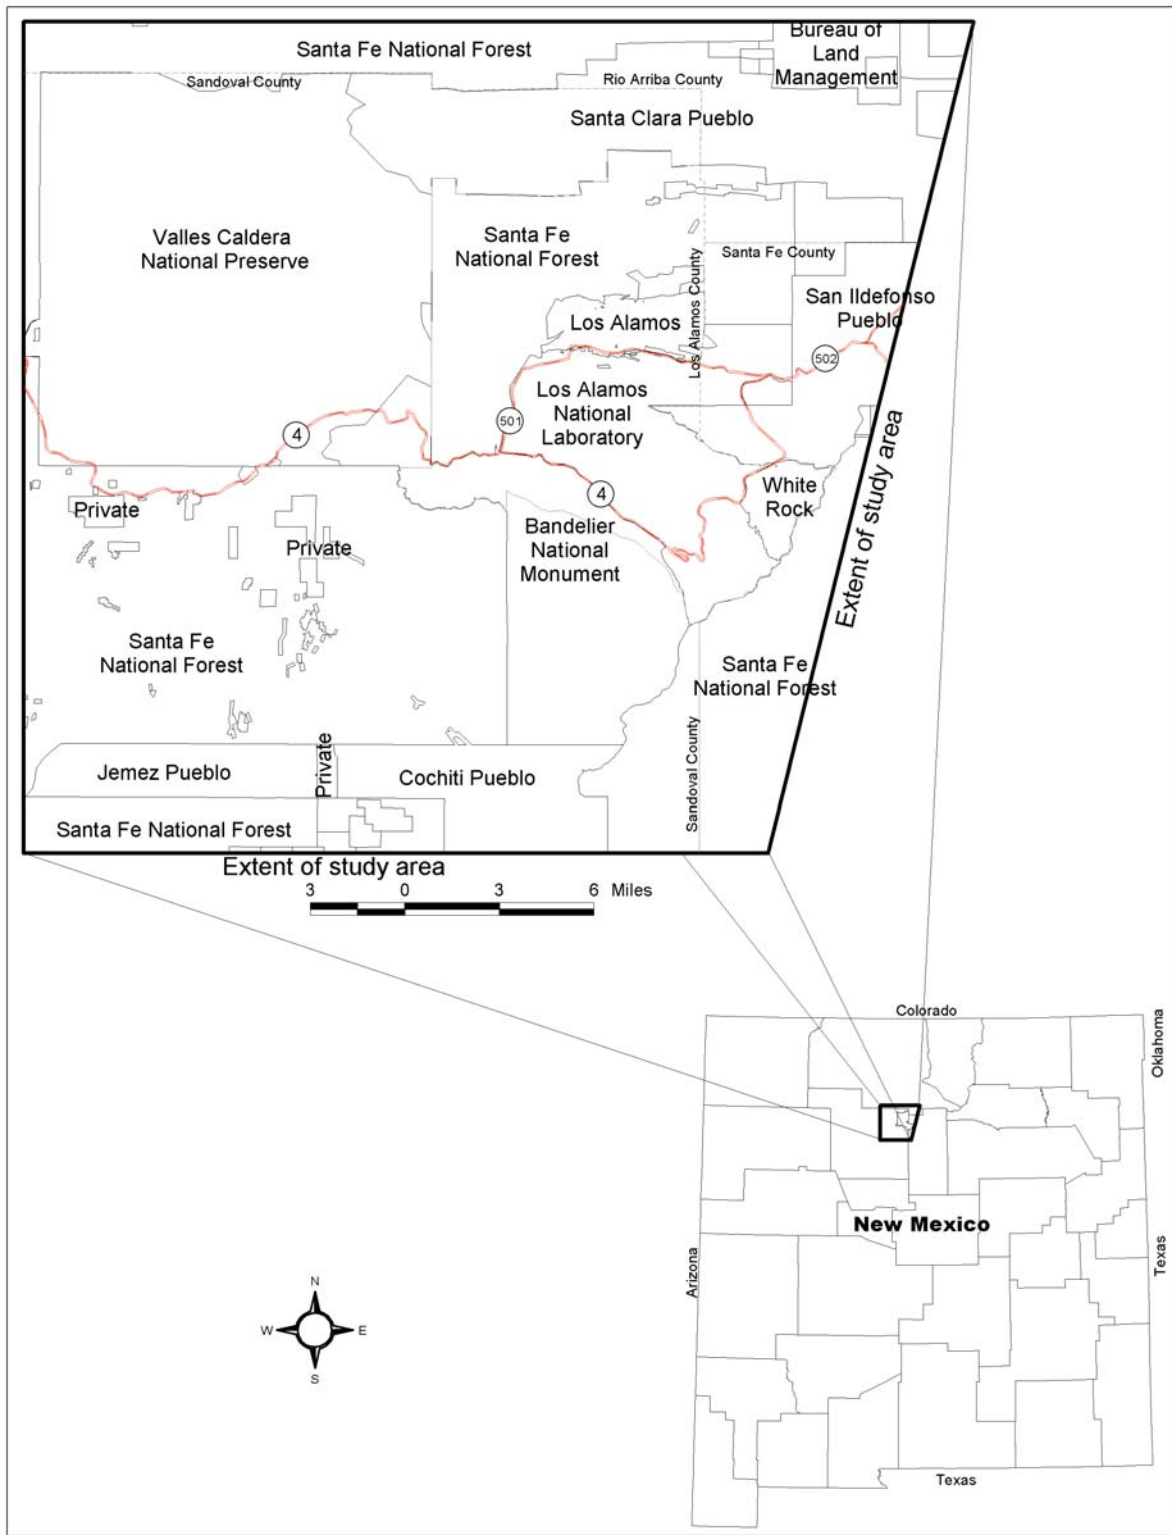 Santa Fe National Forest
Bureau of
Land
Management
Sandoval County
Rio Arriba County
Santa Clara Pueblo
Valles Caldera
National Preserve
Santa Fe
National Forest
Santa Fe County
Los Alamos County
San Ildefonso
Pueblo
Los Alamos
502
Los Alamos
National
Laboratory
501
4
4
White
Rock
Private
Private
Bandelier
National
Monument
Extent of study area
Santa Fe
National Forest
Santa Fe
National Forest
Sandoval County
Jemez Pueblo
Private
Cochiti Pueblo
Santa Fe National Forest
Extent of study area
3 0 3 6 Miles
Colorado
Oklahoma
New Mexico
Arizona
Texas
N
W E
S
Texas